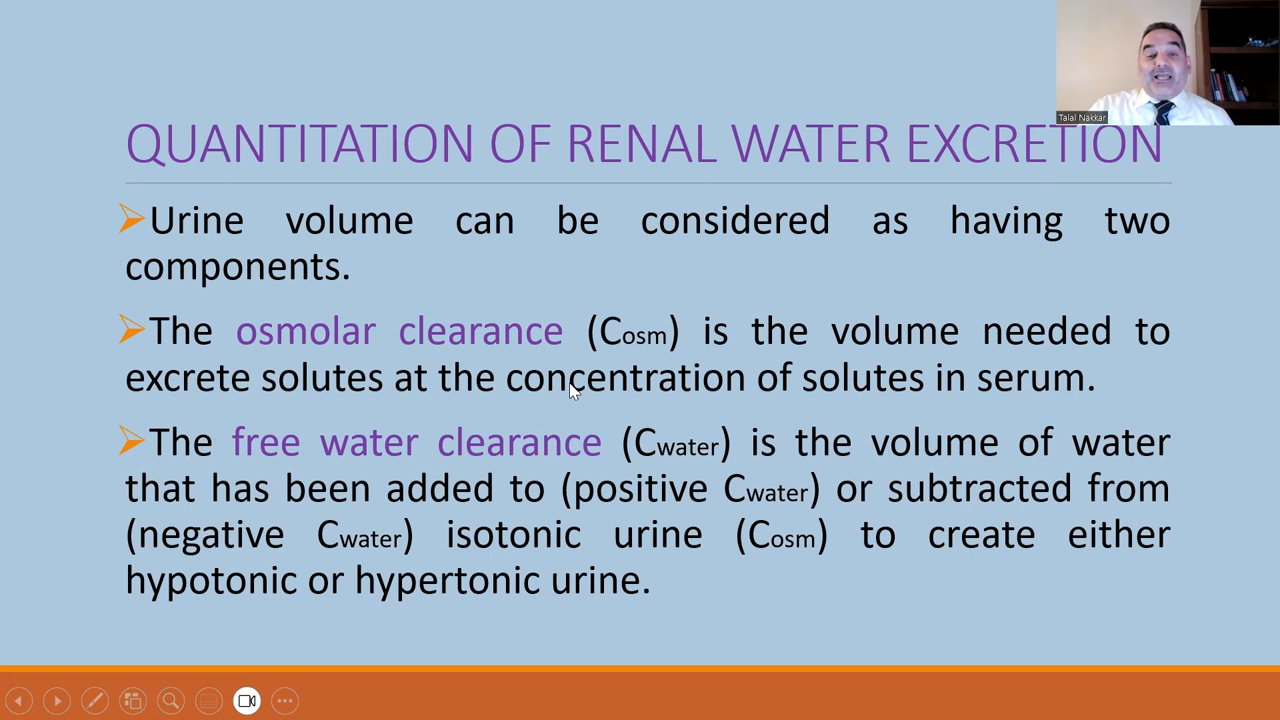 Talal Nakkar
QUANTITATION OF RENAL WATER EXCRETION
Urine volume can be considered as having two
components.
The osmolar clearance (Cosm) is the volume needed to
excrete solutes at the concentration of solutes in serum.
The free water clearance (Cwater) is the volume of water
that has been added to (positive Cwater) or subtracted from
(negative Cwater) isotonic urine (Cosm) to create either
hypotonic or hypertonic urine.